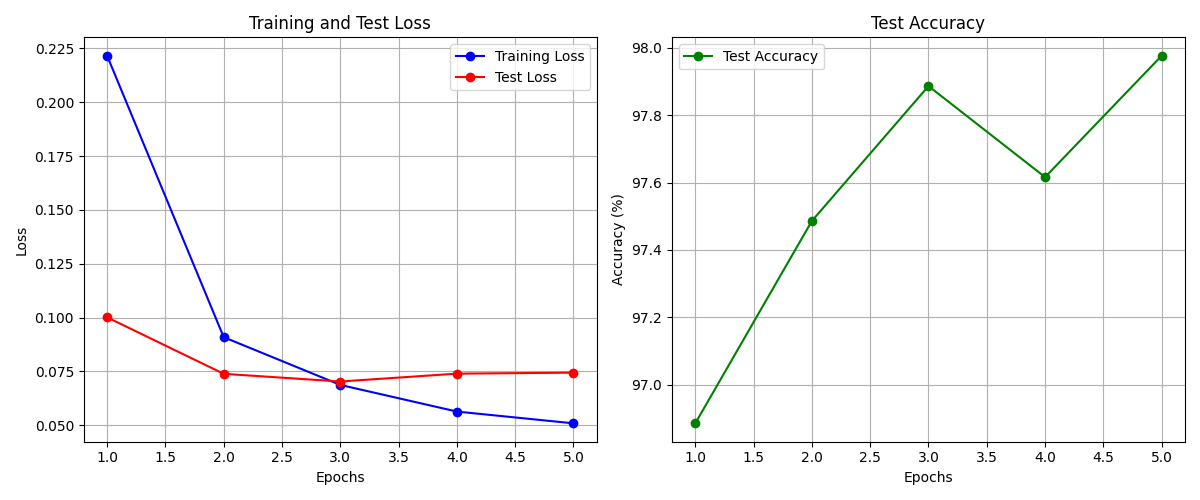 Training and Test Loss
0.225
0.200
0.175
0.150
0.125
0.100
0.075
0.050
Loss
Training Loss
Test Loss
1.0 1.5 2.0 2.5 3.0 3.5 4.0 4.5 5.0
Epochs
Test Accuracy
98.0
97.8
97.6
97.4
97.2
97.0
Accuracy (%)
Test Accuracy
1.0 1.5 2.0 2.5 3.0 3.5 4.0 4.5 5.0
Epochs